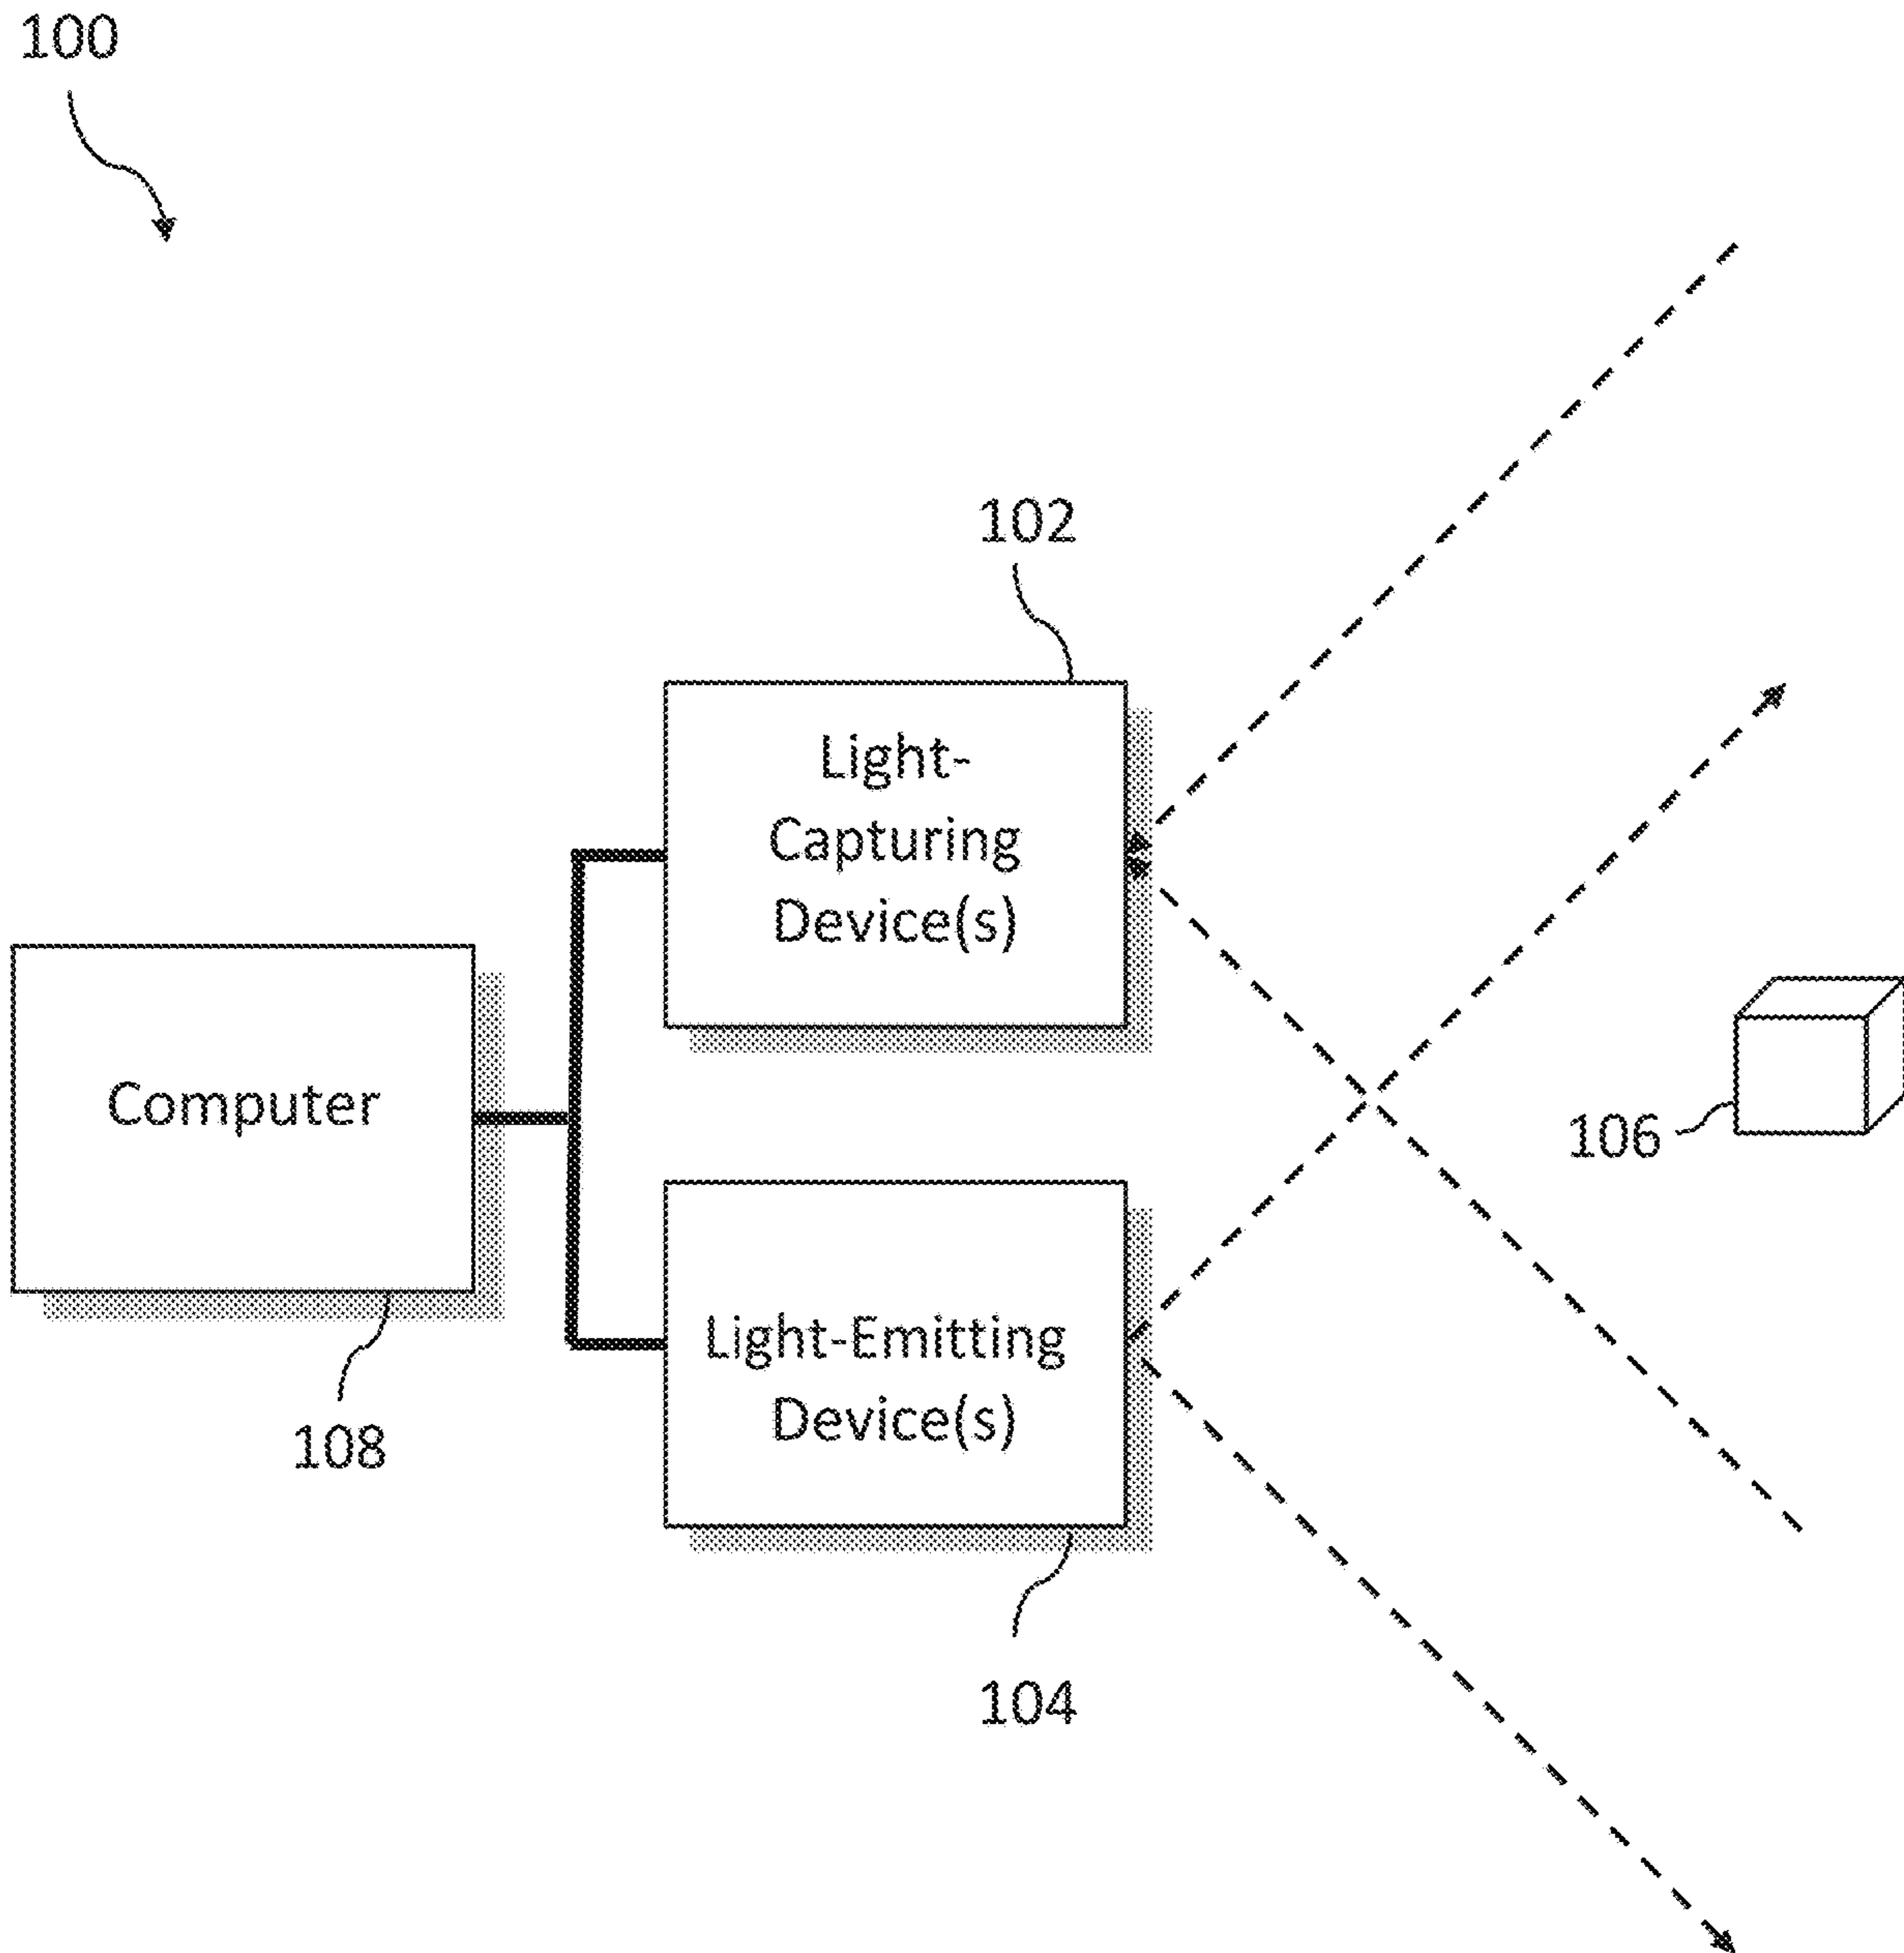 100
102
Light-
Capturing
Device(s)
Computer
106
Light-Emitting
Device(s)
108
104